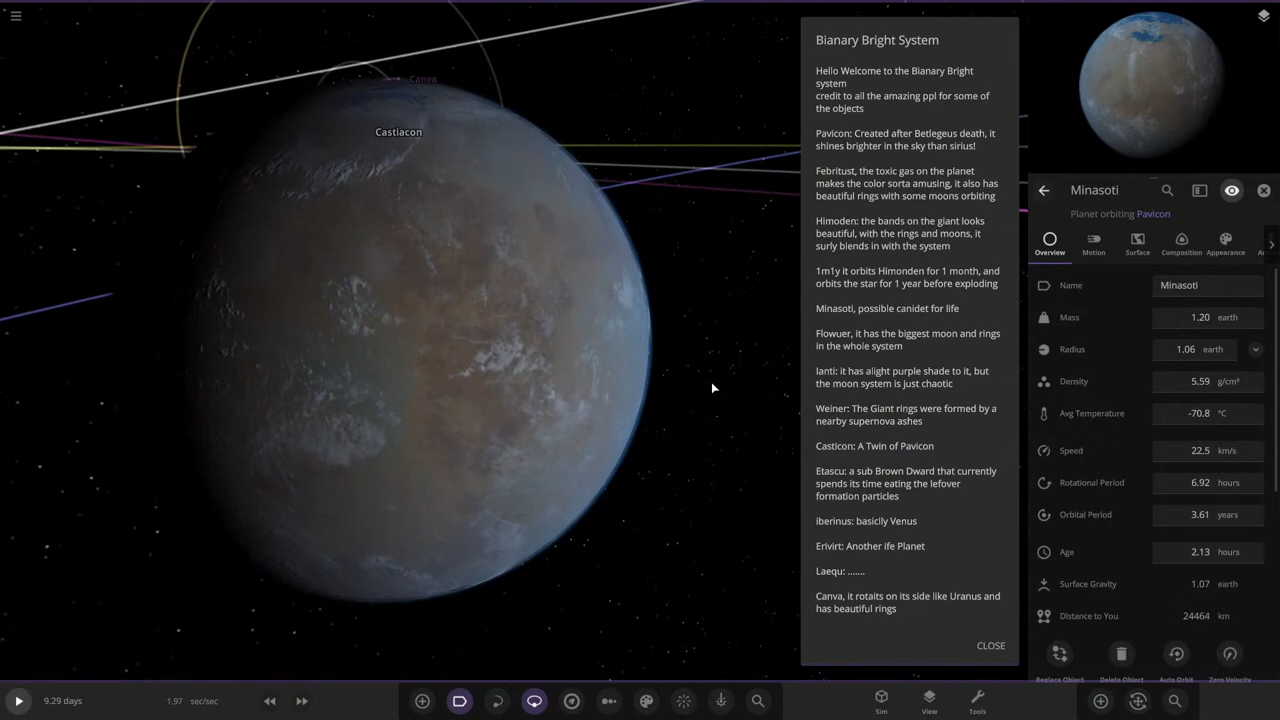 Canva
Castiacon
Bianary Bright System
Hello Welcome to the Bianary Bright
system
credit to all the amazing ppl for some of
the objects
Pavicon: Created after Betlegeus death, it
shines brighter in the sky than sirius!
Febritust, the toxic gas on the planet
makes the color sorta amusing, it also has
beautiful rings with some moons orbiting
Himoden: the bands on the giant looks
beautiful, with the rings and moons, it
surly blends in with the system
1m1y it orbits Himonden for 1 month, and
orbits the star for 1 year before exploding
Minasoti, possible canidet for life
Flowuer, it has the biggest moon and rings
in the whole system
Ianti: it has alight purple shade to it, but
the moon system is just chaotic
Weiner: The Giant rings were formed by a
nearby supernova ashes
Casticon: A Twin of Pavicon
Etascu: a sub Brown Dward that currently
spends its time eating the lefover
formation particles
iberinus: basiclly Venus
Erivirt: Another ife Planet
Laequ: .......
Canva, it rotaits on its side like Uranus and
has beautiful rings
CLOSE
Minasoti
Planet orbiting Pavicon
Overview Motion Surface Composition Appearance
Name Minasoti
Mass 1.20 earth
Radius 1.06 earth
Density 5.59 g/cm³
Avg Temperature -70.8 °C
Speed 22.5 km/s
Rotational Period 6.92 hours
Orbital Period 3.61 years
Age 2.13 hours
Surface Gravity 1.07 earth
Distance to You 24464 km
Replace Object Delete Object Auto Orbit Zero Velocity
9.29 days 1.97 sec/sec
Sim View Tools